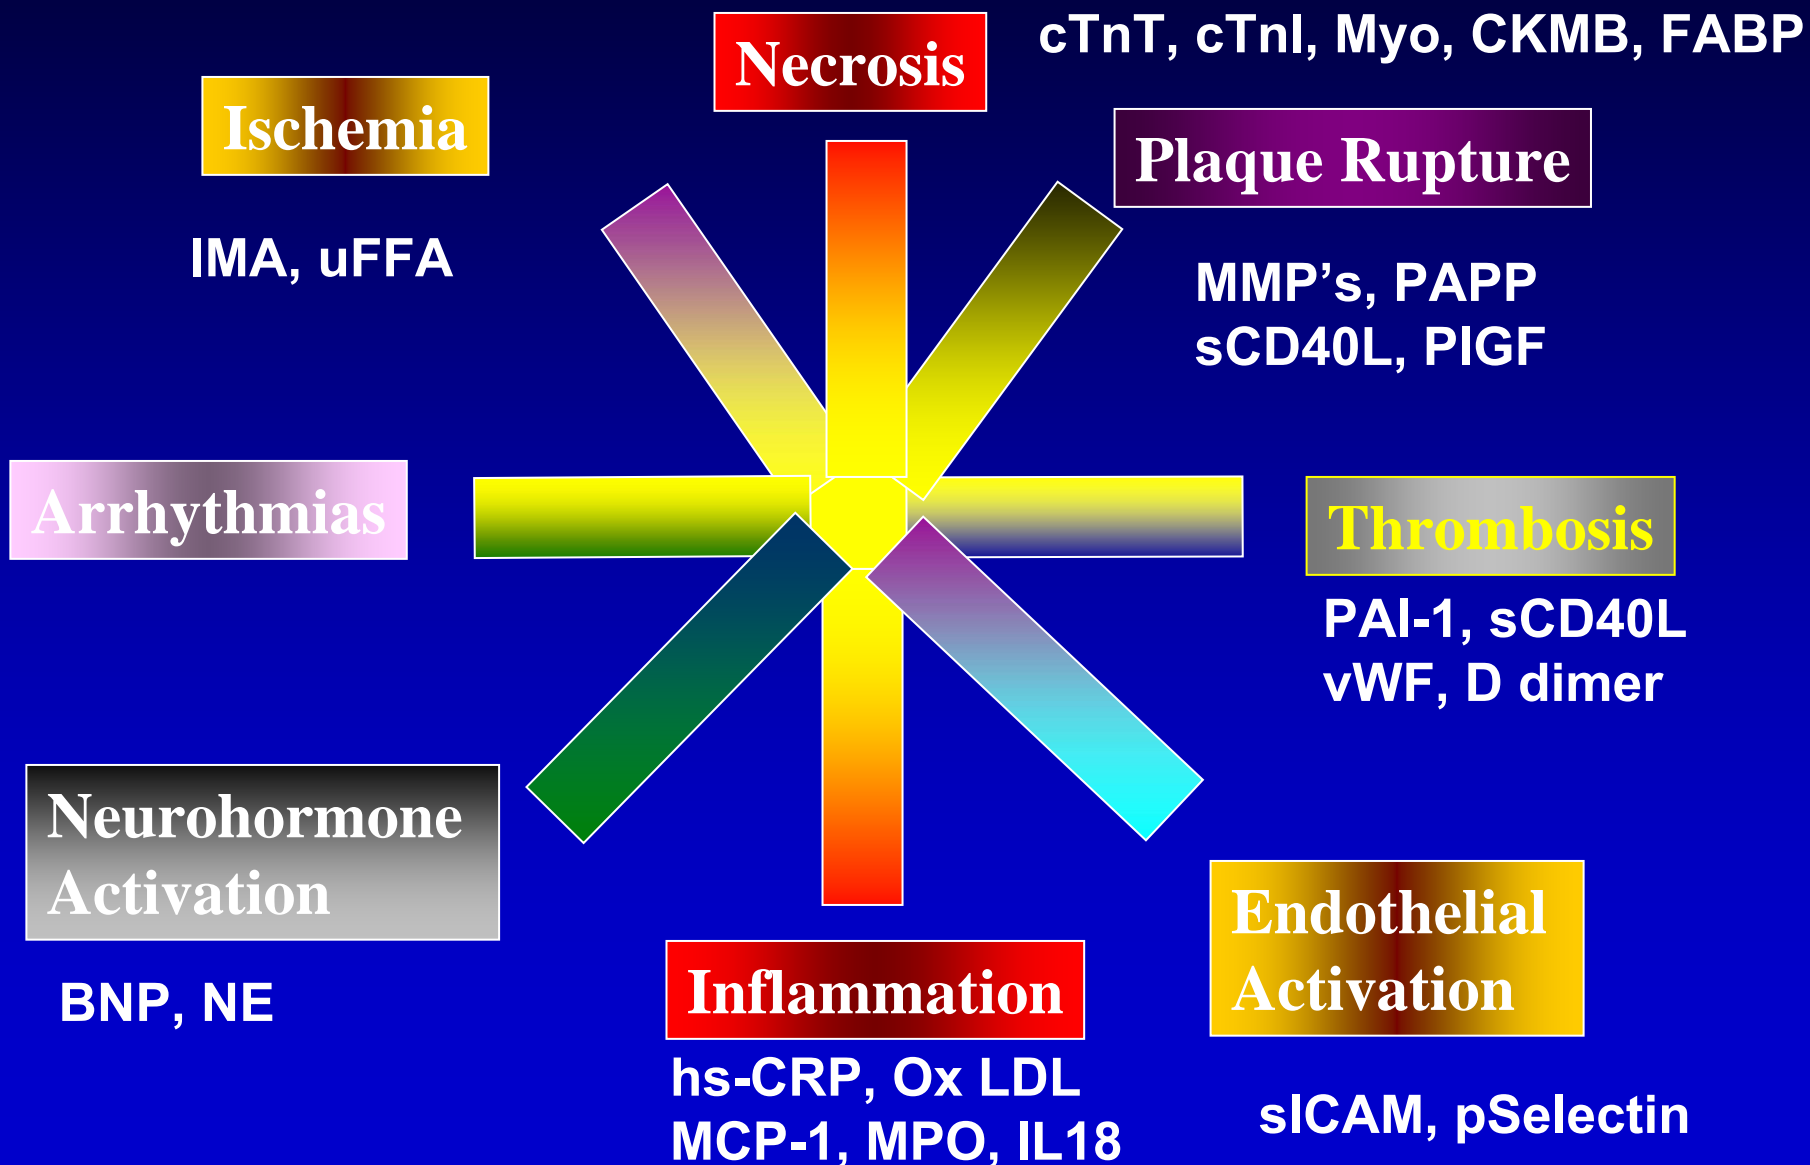 Necrosis
cTnT, cTnI, Myo, CKMB, FABP
Ischemia
IMA, uFFA
Plaque Rupture
MMP’s, PAPP
sCD40L, PlGF
Arrhythmias
Thrombosis
PAI-1, sCD40L
vWF, D dimer
Neurohormone
Activation
BNP, NE
Inflammation
hs-CRP, Ox LDL
MCP-1, MPO, IL18
Endothelial
Activation
sICAM, pSelectin